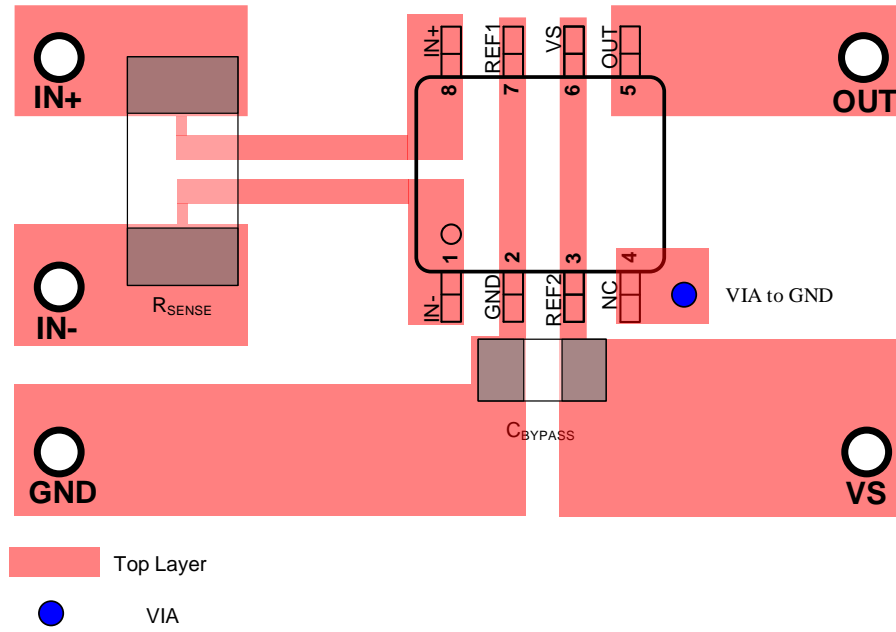 IN+
REF1
VS
OUT
8
7
6
5
IN+
OUT
1
2
3
4
IN-
GND
REF2
NC
VIA to GND
IN-
RSENSE
CBYPASS
GND
VS
Top Layer
VIA